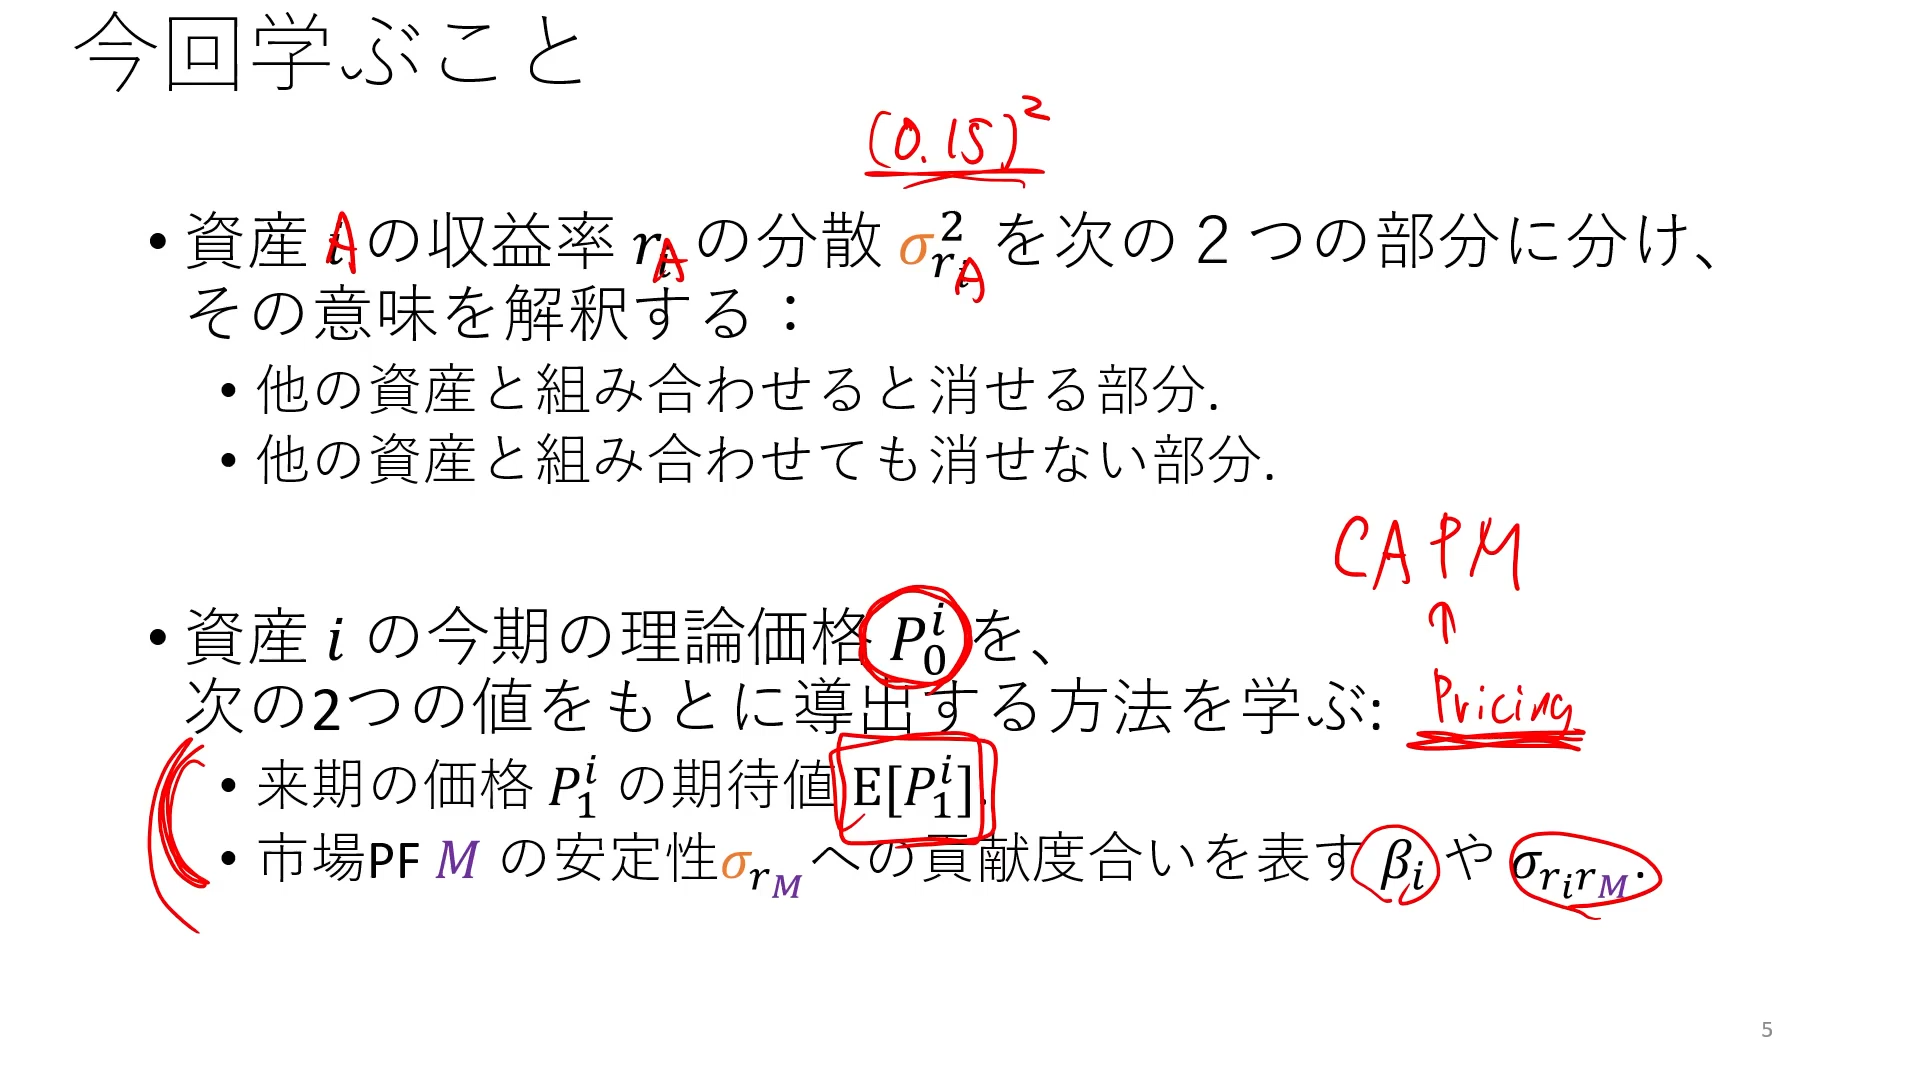 今回学ぶこと
(0.15)²
• 資産 i A の収益率 rᵢ A の分散 σ²rᵢ A を次の２つの部分に分け、
その意味を解釈する：
• 他の資産と組み合わせると消せる部分.
• 他の資産と組み合わせても消せない部分.
CAPM
↑
• 資産 i の今期の理論価格 P₀ⁱ を、
次の2つの値をもとに導出する方法を学ぶ: Pricing
• 来期の価格 P₁ⁱ の期待値 E[P₁ⁱ].
• 市場PF M の安定性σ_{r_M} への貢献度合いを表す βᵢ や σ_{r_i r_M}.
5